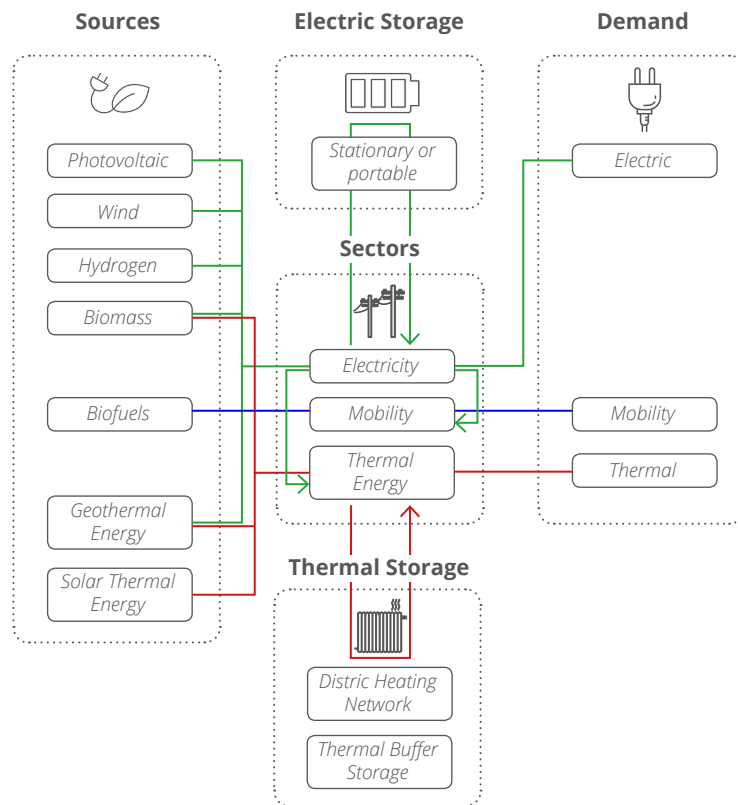 Sources
Photovoltaic
Wind
Hydrogen
Biomass
Biofuels
Geothermal
Energy
Solar Thermal
Energy
Electric Storage
Stationary or
portable
Sectors
Electricity
Mobility
Thermal
Energy
Thermal Storage
Distric Heating
Network
Thermal Buffer
Storage
Demand
Electric
Mobility
Thermal